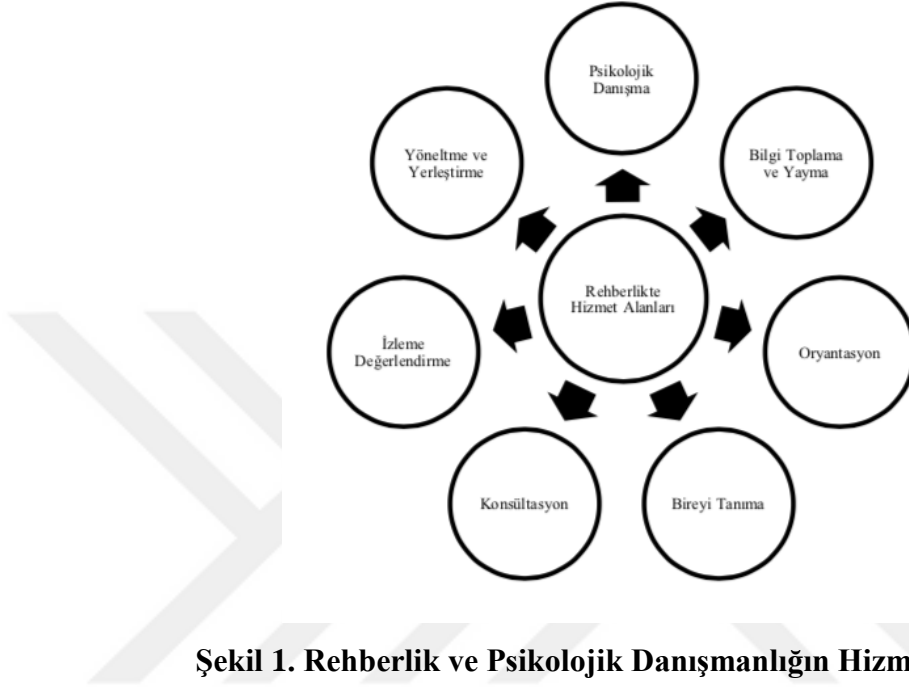 Psikolojik
Danışma
Yöneltme ve
Yerleştirme
Bilgi Toplama
ve Yayma
Rehberlikte
Hizmet Alanları
İzleme
Değerlendirme
Oryantasyon
Konsültasyon
Bireyi Tanıma
Şekil 1. Rehberlik ve Psikolojik Danışmanlığın